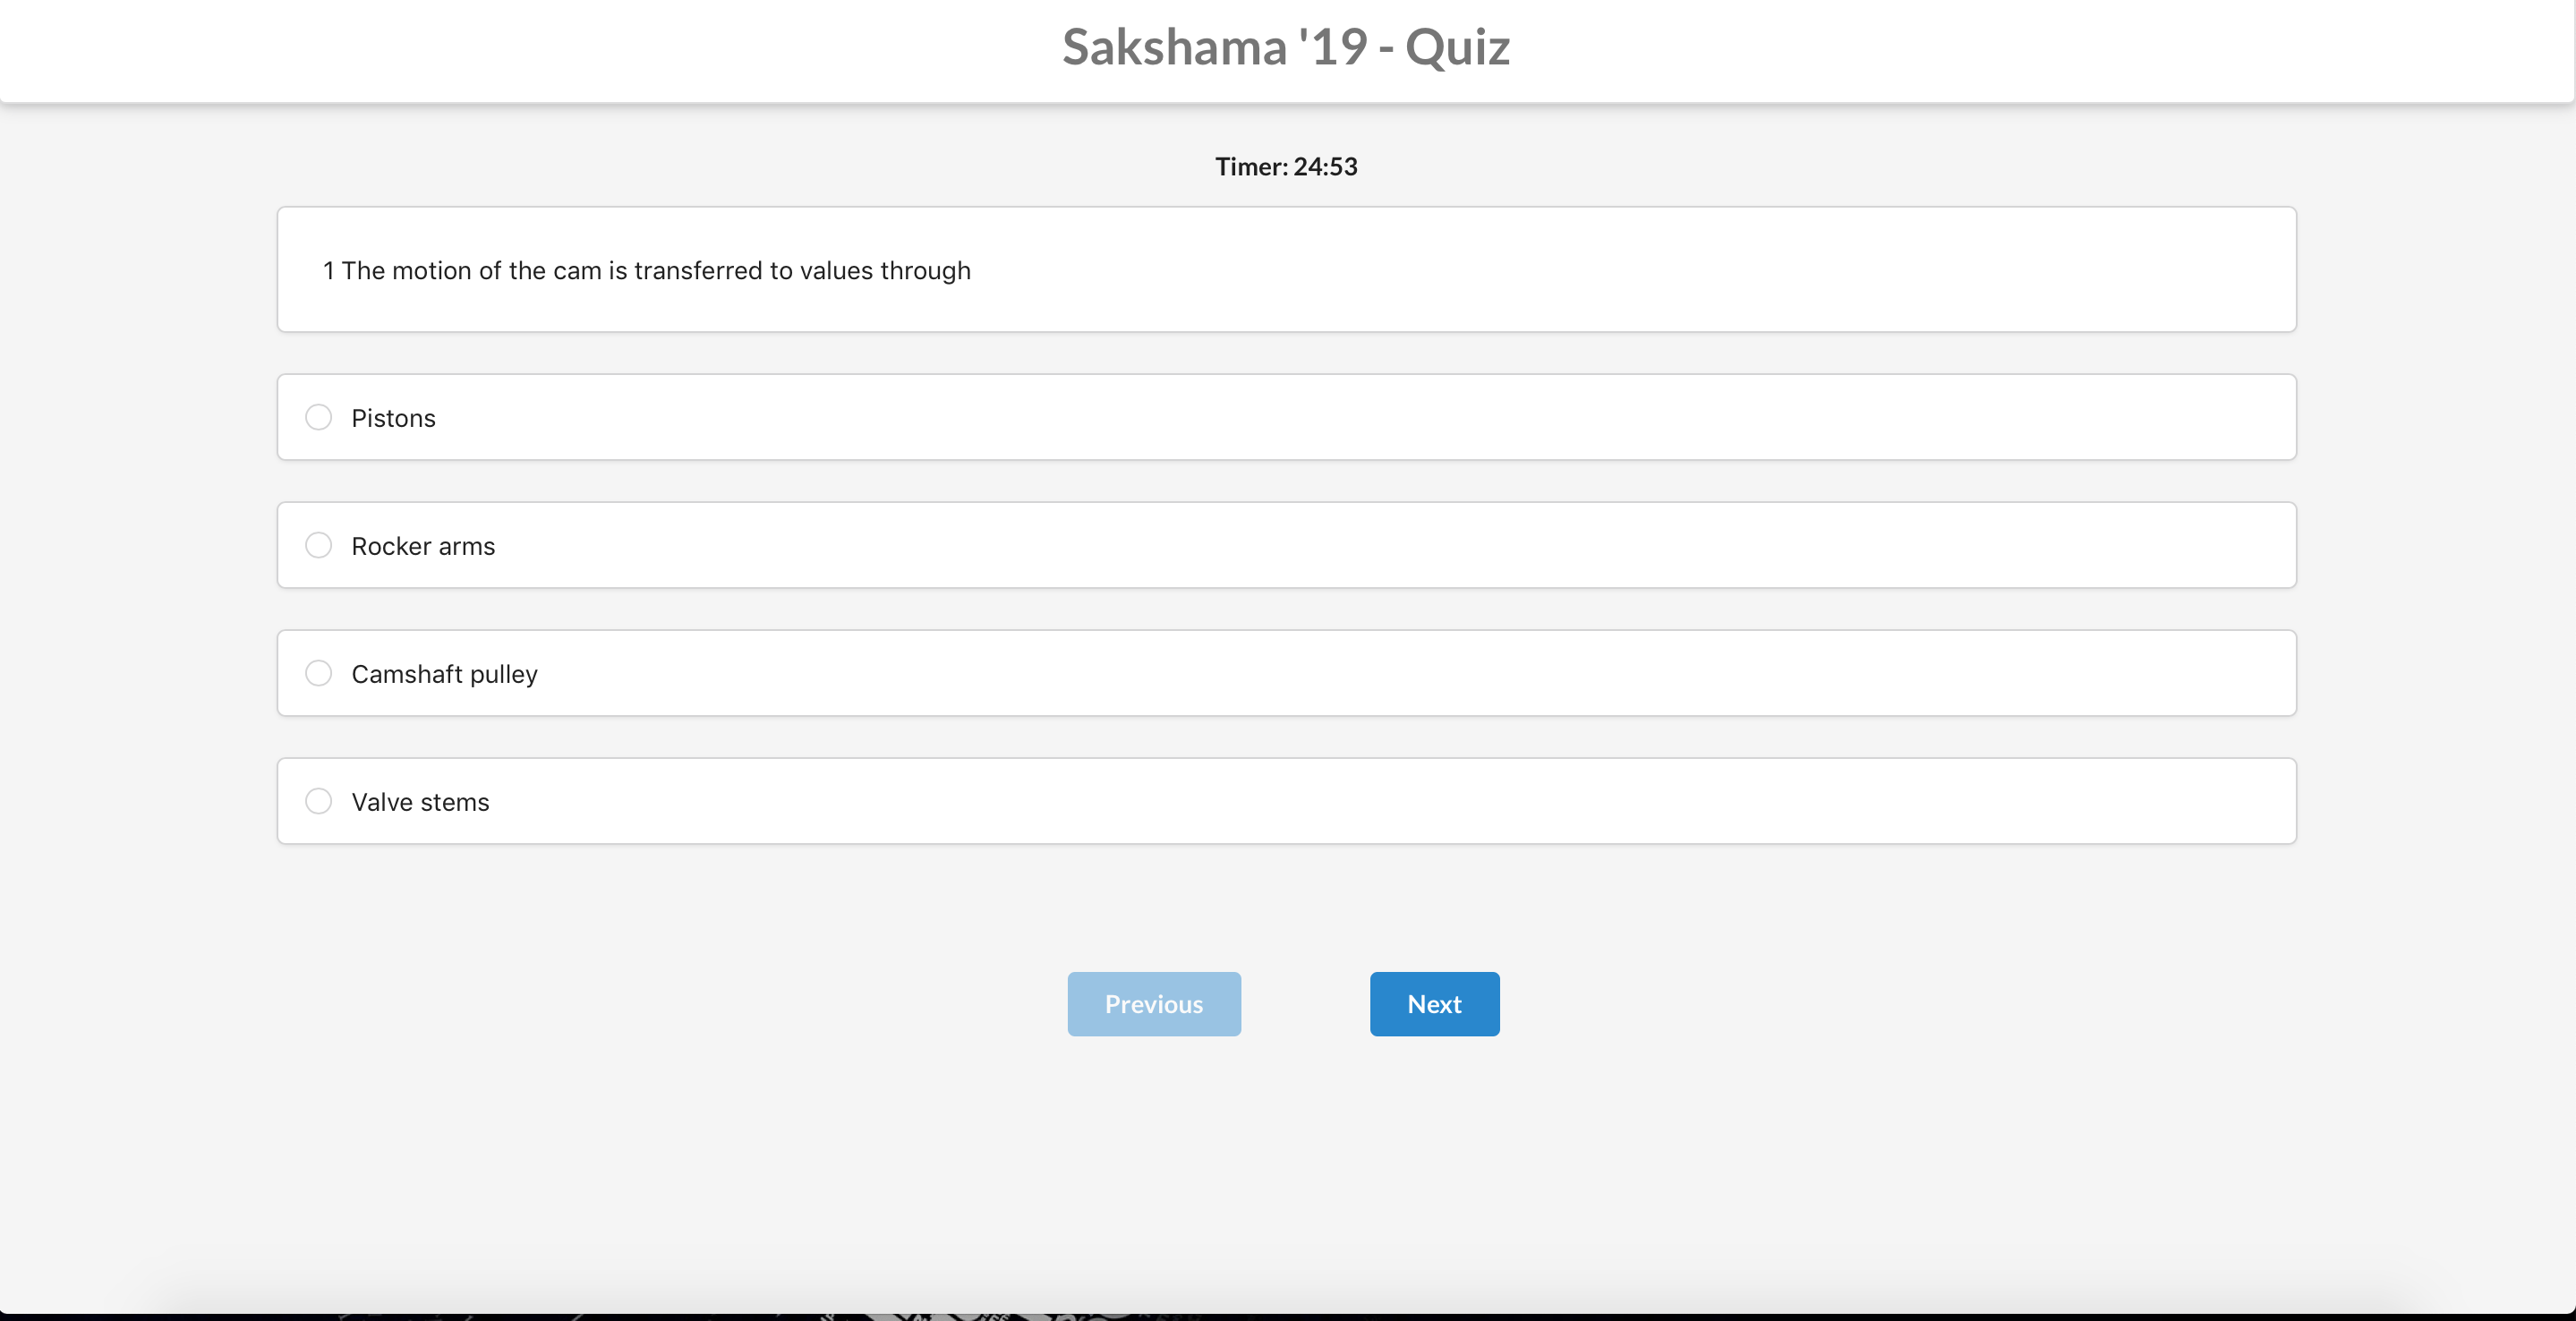 Sakshama '19 - Quiz
Timer: 24:53
1 The motion of the cam is transferred to values through
Pistons
Rocker arms
Camshaft pulley
Valve stems
Previous
Next